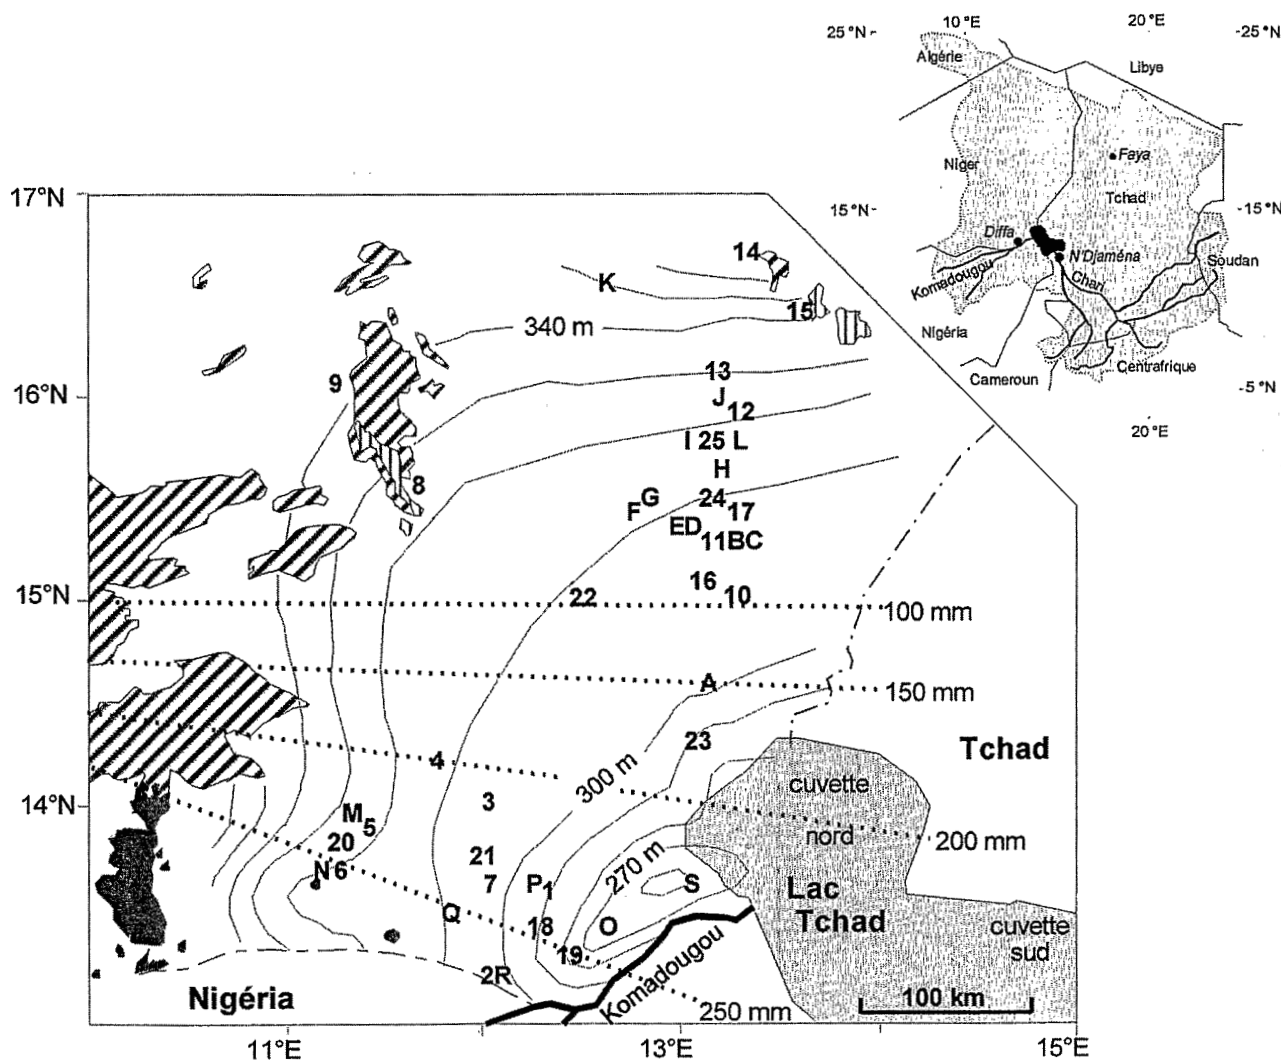 25°N
10°E
20°E
-25°N
Algérie
Libye
Niger
Faya
Tchad
15°N
-15°N
Diffa
N'Djaména
Soudan
Komadougou
Chari
Nigéria
Cameroun
Centrafrique
-5°N
20°E
17°N
14
K
15
340 m
9
13
16°N
J
12
I 25 L
H
8
G
24
F
17
ED
11BC
16
15°N
22
10
100 mm
A
150 mm
23
Tchad
4
300 m
cuvette
14°N
3
M
5
nord
200 mm
20
21
270 m
N6
7
P1
S
Lac
Tchad
Q
18
O
cuvette
sud
19
2R
Komadougou
Nigéria
100 km
250 mm
11°E
13°E
15°E